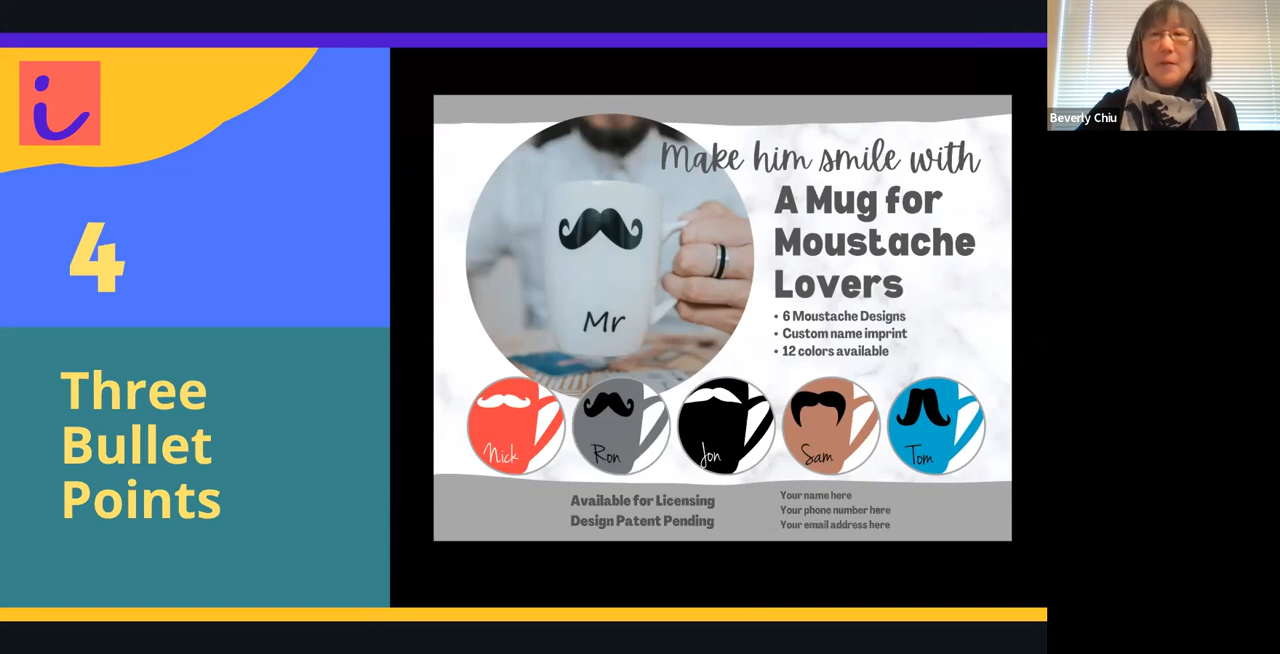 4
Three
Bullet
Points
Make him smile with
A Mug for
Moustache
Lovers
• 6 Moustache Designs
• Custom name imprint
• 12 colors available
Mr
Nick
Ron
Jon
Sam
Tom
Available for Licensing
Design Patent Pending
Your name here
Your phone number here
Your email address here
Beverly Chiu